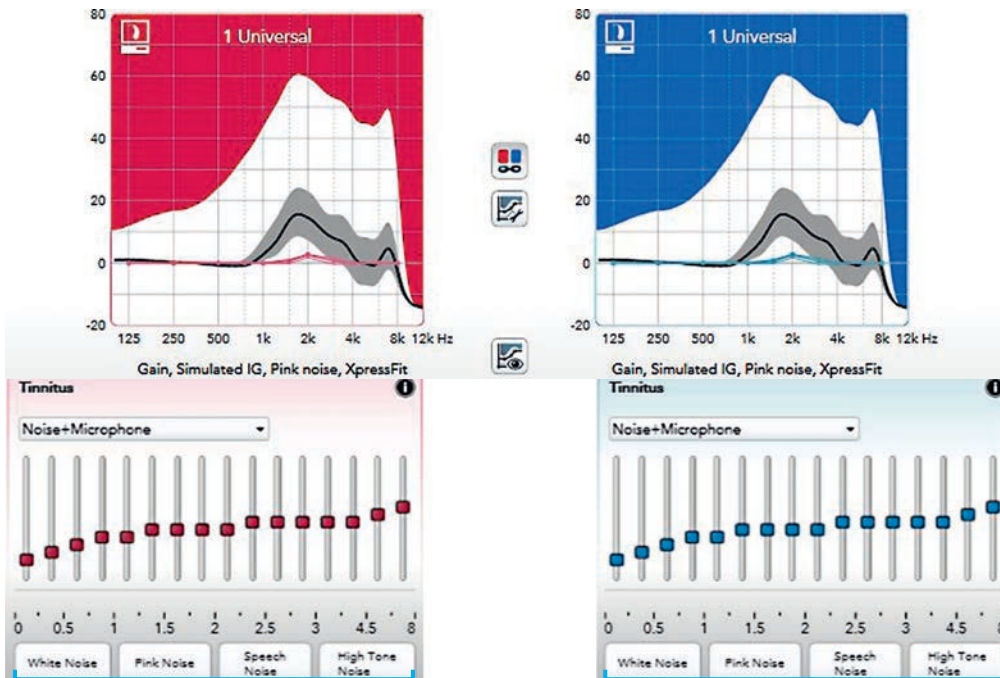 80
60
40
20
0
-20
1 Universal
125 250 500 1k 2k 4k 8k 12k Hz
Gain, Simulated IG, Pink noise, XpressFit
80
60
40
20
0
-20
1 Universal
125 250 500 1k 2k 4k 8k 12k Hz
Gain, Simulated IG, Pink noise, XpressFit
Tinnitus
Noise+Microphone
0 0.5 1 1.5 2 2.5 3 4.5 8
White Noise
Pink Noise
Speech
Noise
High Tone
Noise
Tinnitus
Noise+Microphone
0 0.5 1 1.5 2 2.5 3 4.5 8
White Noise
Pink Noise
Speech
Noise
High Tone
Noise